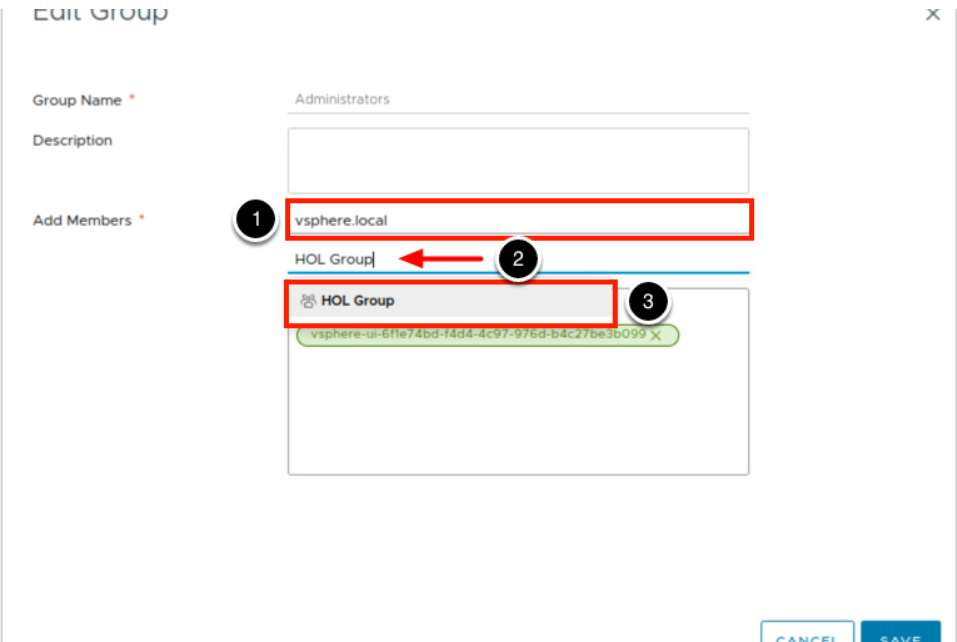 Edit Group
Group Name *
Administrators
Description
Add Members *
1
vsphere.local
HOL Group
2
HOL Group
3
vsphere-ui-6f1e74bd-f4d4-4c97-976d-b4c27be3b099
CANCEL
SAVE